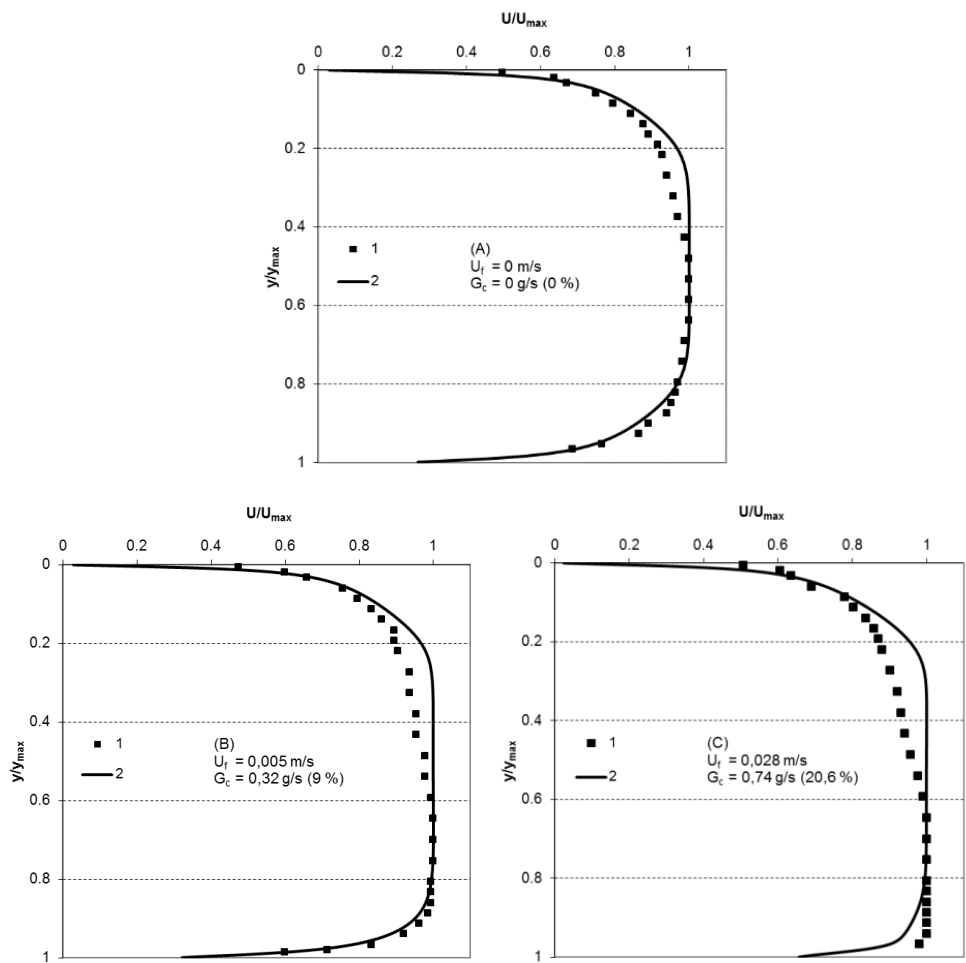 U/Umax
0 0.2 0.4 0.6 0.8 1
0
0.2
0.4
0.6
0.8
1
y/ymax
1
2
(A)
Uf = 0 m/s
Gc = 0 g/s (0 %)
U/Umax
0 0.2 0.4 0.6 0.8 1
0
0.2
0.4
0.6
0.8
1
y/ymax
1
2
(B)
Uf = 0,005 m/s
Gc = 0,32 g/s (9 %)
U/Umax
0 0.2 0.4 0.6 0.8 1
0
0.2
0.4
0.6
0.8
1
y/ymax
1
2
(C)
Uf = 0,028 m/s
Gc = 0,74 g/s (20,6 %)